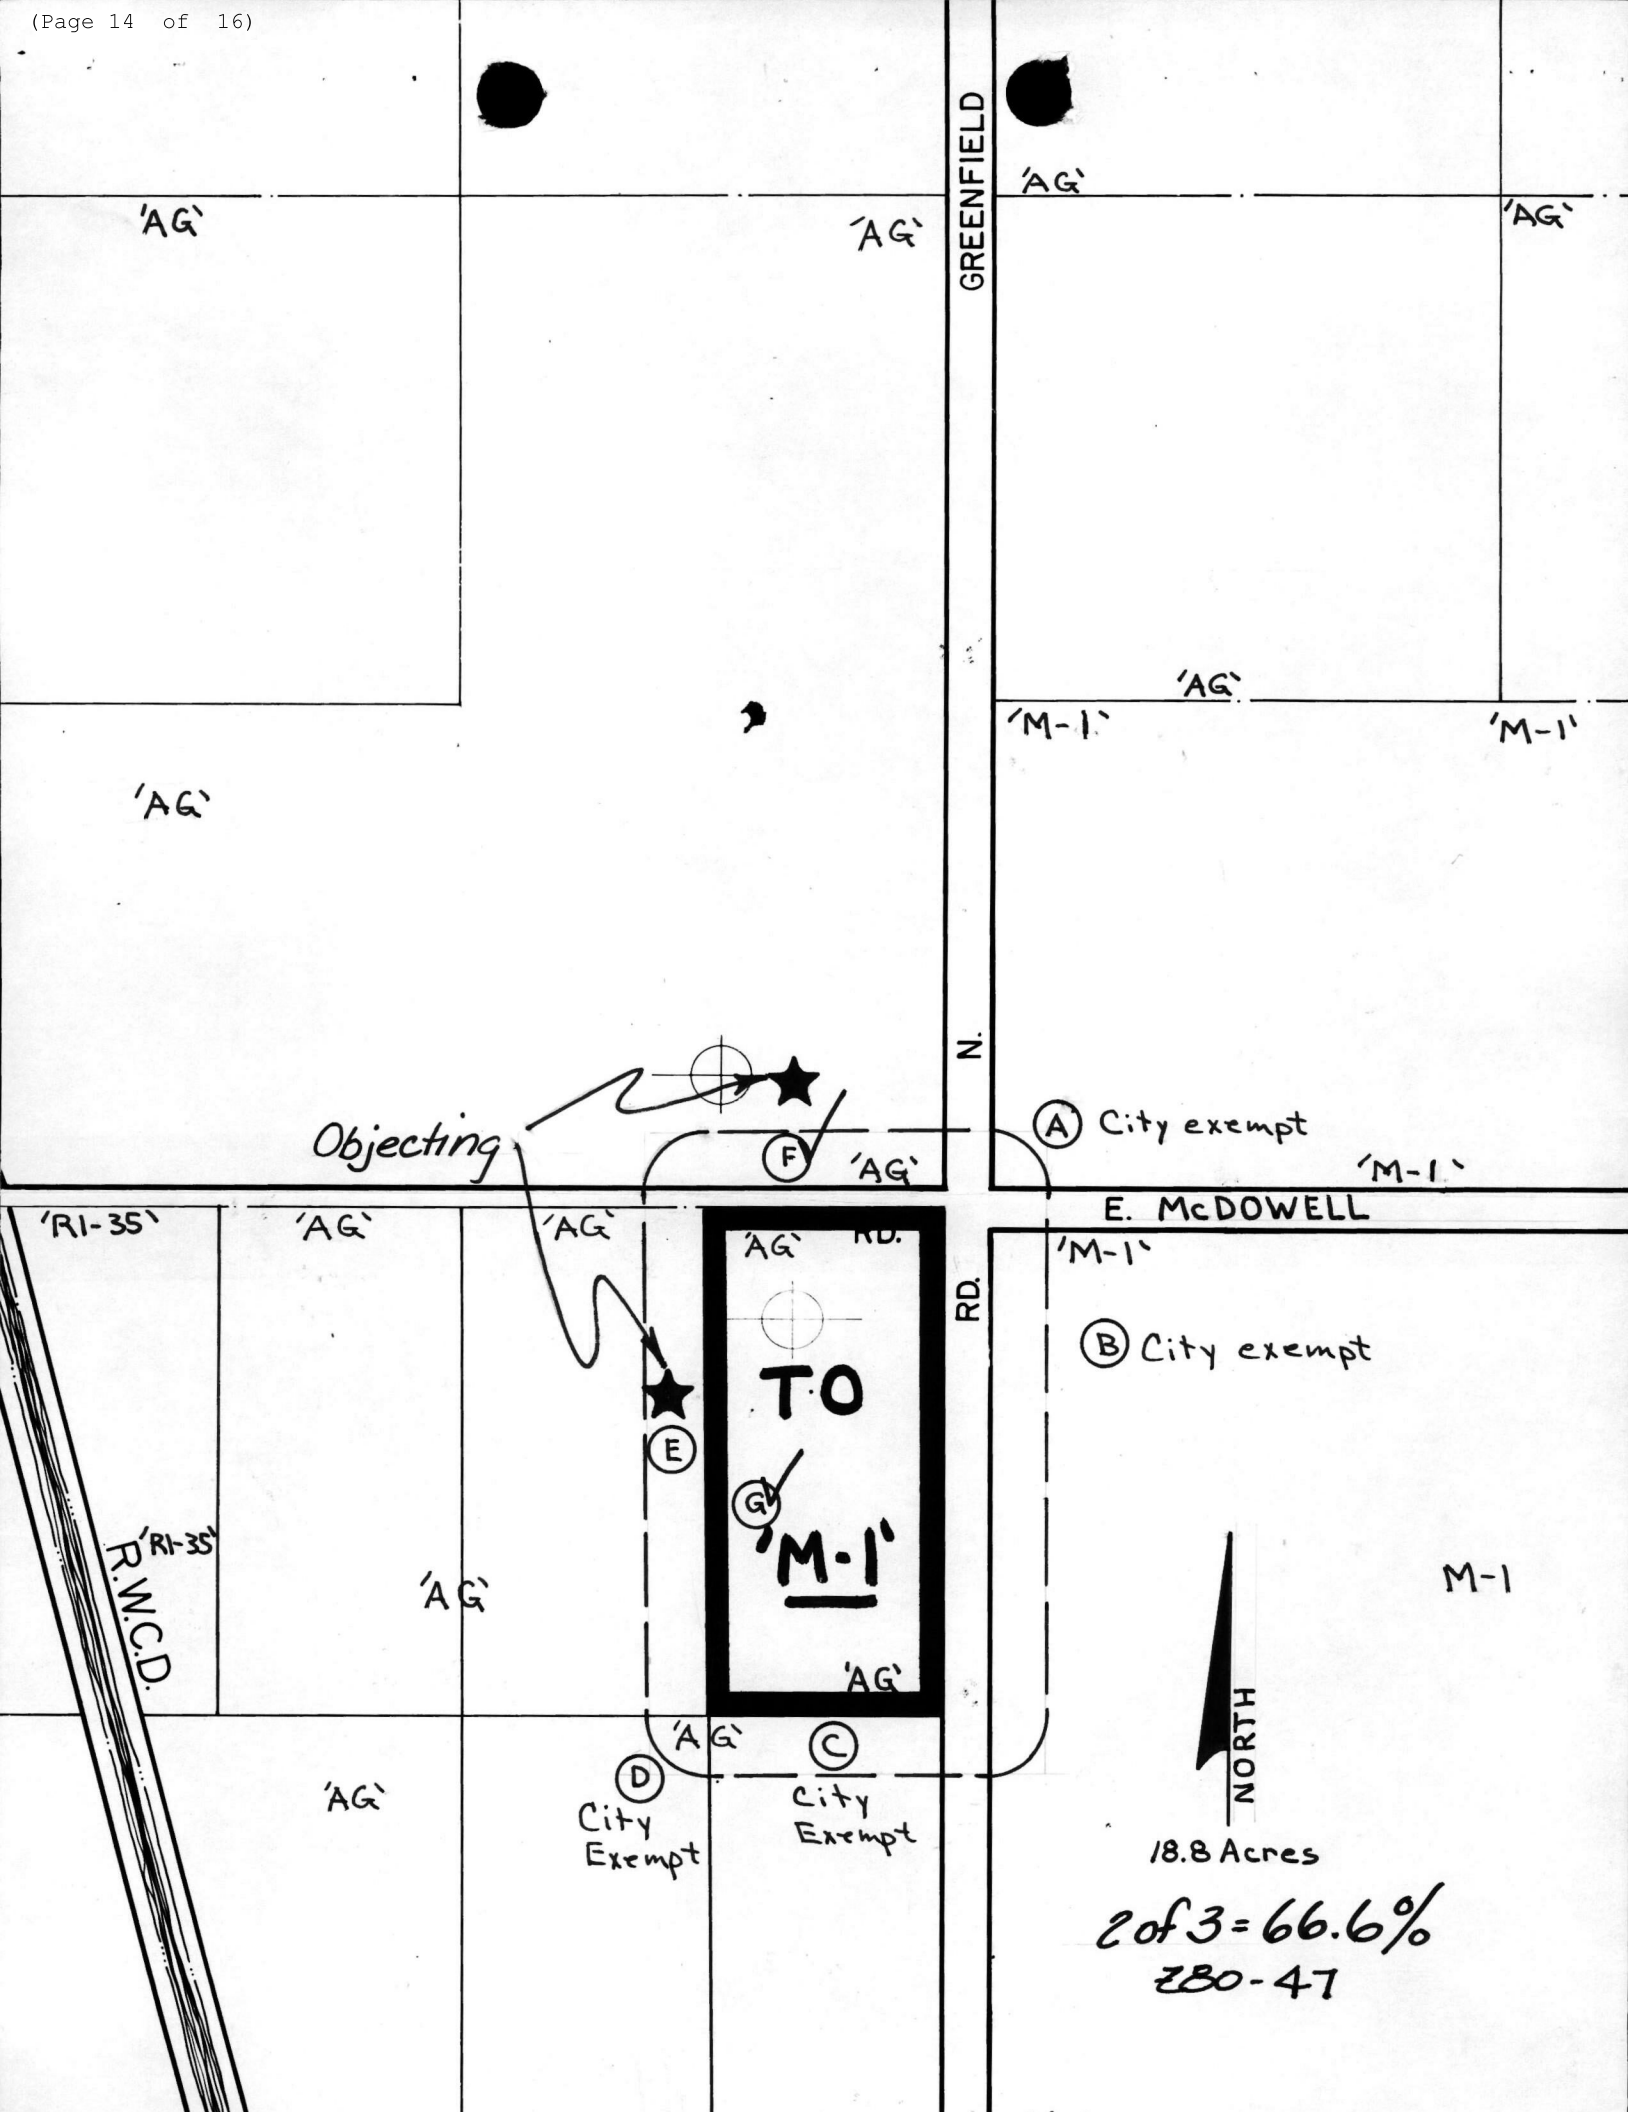 (Page 14 of 16)
GREENFIELD
'AG'
'AG'
'AG'
'AG'
'AG'
'M-1'
'M-1'
'AG'
N.
Objecting
A City exempt
F
'AG'
'M-1'
E. McDOWELL
'R1-35'
'AG'
'AG'
'AG'
RD.
'M-1'
RD.
B City exempt
TO
E
G
'M-1'
'R1-35'
R.W.C.D.
'AG'
M-1
'AG'
'AG'
C
D
'AG'
City
Exempt
City
Exempt
NORTH
18.8 Acres
2 of 3 = 66.6%
Z80-47